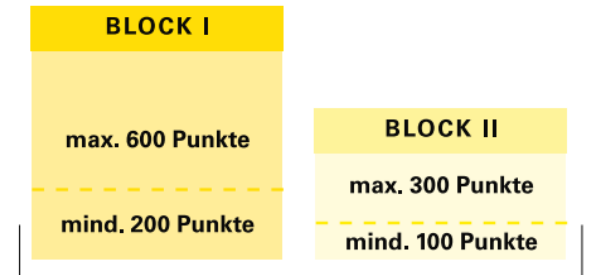 BLOCK I
max. 600 Punkte
mind. 200 Punkte
BLOCK II
max. 300 Punkte
mind. 100 Punkte